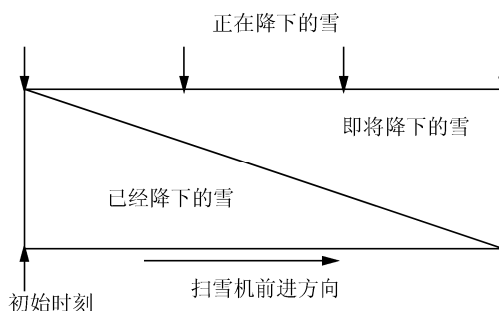 正在降下的雪
即将降下的雪
已经降下的雪
扫雪机前进方向
初始时刻